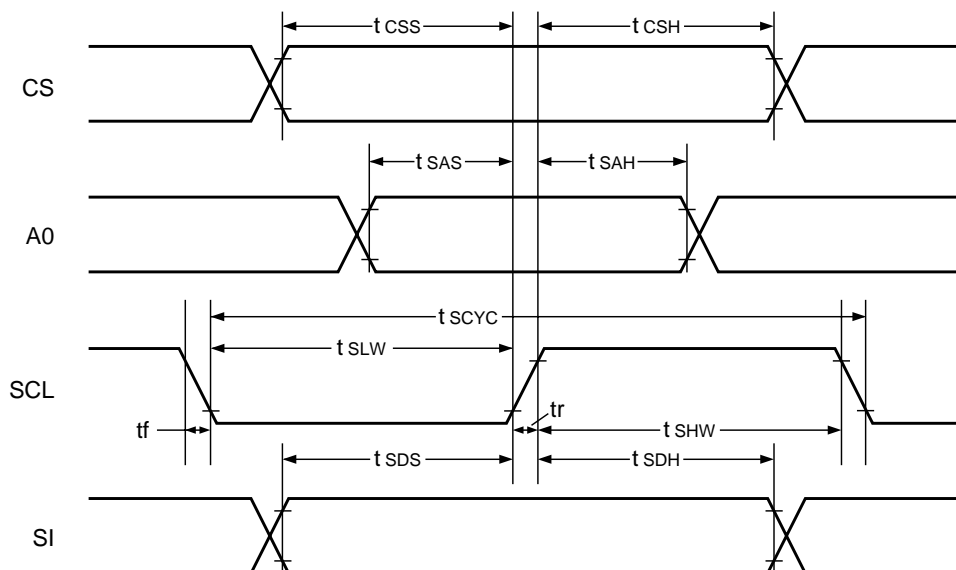 t CSS t CSH
CS
t SAS t SAH
A0
t SCYC
t SLW
SCL
tf tr t SHW
t SDS t SDH
SI